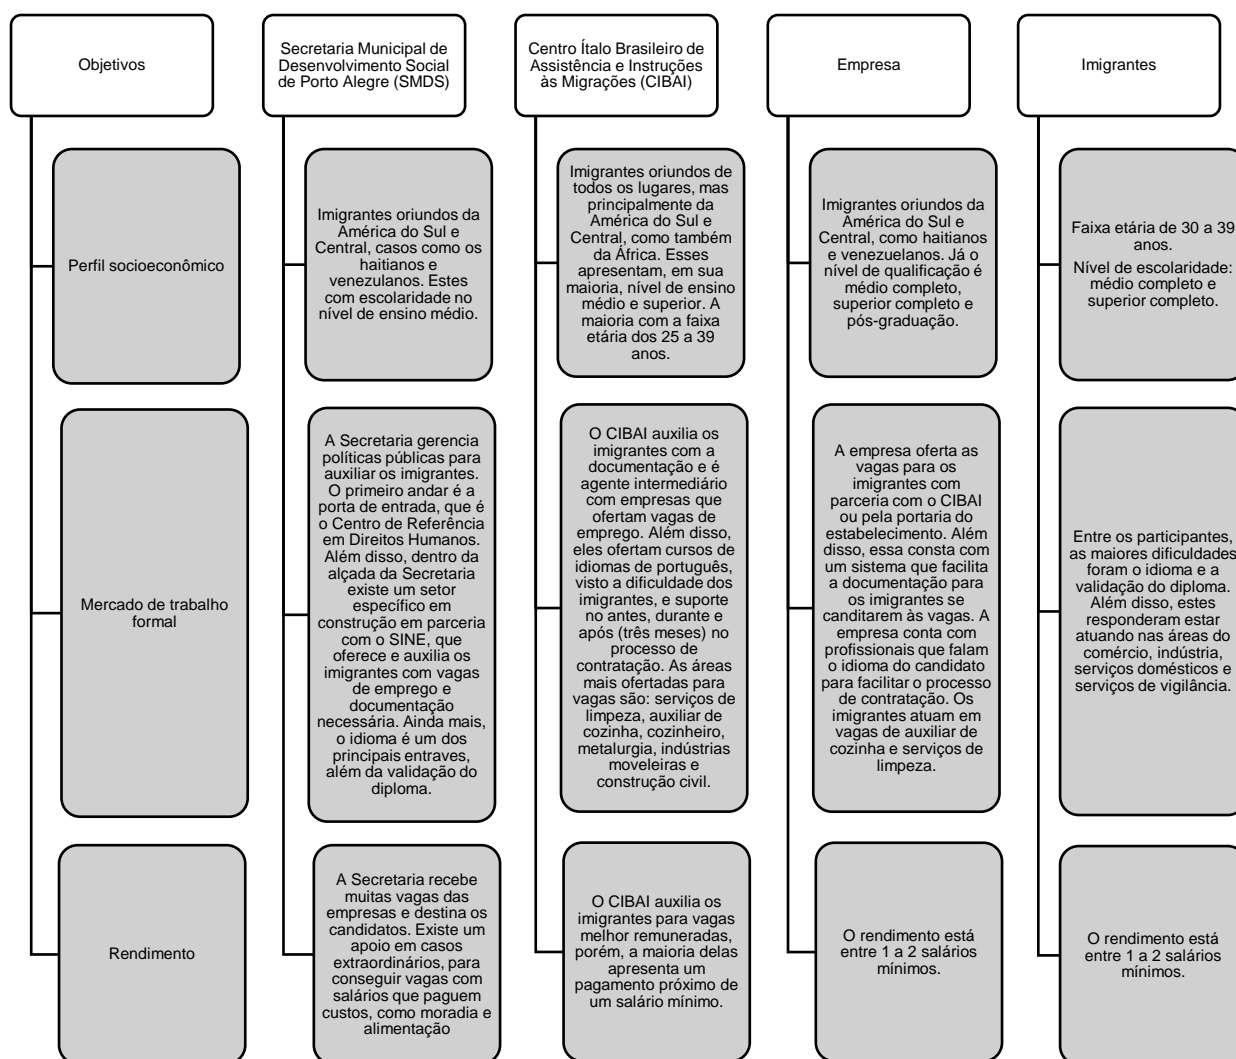 Objetivos
Secretaria Municipal de
Desenvolvimento Social
de Porto Alegre (SMDS)
Centro Ítalo Brasileiro de
Assistência e Instruções
às Migrações (CIBAI)
Empresa
Imigrantes
Perfil socioeconômico
Imigrantes oriundos da
América do Sul e
Central, casos como os
haitianos e
venezulanos. Estes
com escolaridade no
nível de ensino médio.
Imigrantes oriundos de
todos os lugares, mas
principalmente da
América do Sul e
Central, como também
da África. Esses
apresentam, em sua
maioria, nível de ensino
médio e superior. A
maioria com a faixa
etária dos 25 a 39
anos.
Imigrantes oriundos da
América do Sul e
Central, como haitianos
e venezuelanos. Já o
nível de qualificação é
médio completo,
superior completo e
pós-graduação.
Faixa etária de 30 a 39
anos.
Nível de escolaridade:
médio completo e
superior completo.
Mercado de trabalho
formal
A Secretaria gerencia
políticas públicas para
auxiliar os imigrantes.
O primeiro andar é a
porta de entrada, que é
o Centro de Referência
em Direitos Humanos.
Além disso, dentro da
alçada da Secretaria
existe um setor
específico em
construção em parceria
com o SINE, que
oferece e auxilia os
imigrantes com vagas
de emprego e
documentação
necessária. Ainda mais,
o idioma é um dos
principais entraves,
além da validação do
diploma.
O CIBAI auxilia os
imigrantes com a
documentação e é
agente intermediário
com empresas que
ofertam vagas de
emprego. Além disso,
eles ofertam cursos de
idiomas de português,
visto a dificuldade dos
imigrantes, e suporte
no antes, durante e
após (três meses) no
processo de
contratação. As áreas
mais ofertadas para
vagas são: serviços de
limpeza, auxiliar de
cozinha, cozinheiro,
metalurgia, indústrias
moveleiras e
construção civil.
A empresa oferta as
vagas para os
imigrantes com
parceria com o CIBAI
ou pela portaria do
estabelecimento. Além
disso, essa consta com
um sistema que facilita
a documentação para
os imigrantes se
canditarem às vagas. A
empresa conta com
profissionais que falam
o idioma do candidato
para facilitar o processo
de contratação. Os
imigrantes atuam em
vagas de auxiliar de
cozinha e serviços de
limpeza.
Entre os participantes,
as maiores dificuldades
foram o idioma e a
validação do diploma.
Além disso, estes
responderam estar
atuando nas áreas do
comércio, indústria,
serviços domésticos e
serviços de vigilância.
Rendimento
A Secretaria recebe
muitas vagas das
empresas e destina os
candidatos. Existe um
apoio em casos
extraordinários, para
conseguir vagas com
salários que paguem
custos, como moradia e
alimentação
O CIBAI auxilia os
imigrantes para vagas
melhor remuneradas,
porém, a maioria delas
apresenta um
pagamento próximo de
um salário mínimo.
O rendimento está
entre 1 a 2 salários
mínimos.
O rendimento está
entre 1 a 2 salários
mínimos.